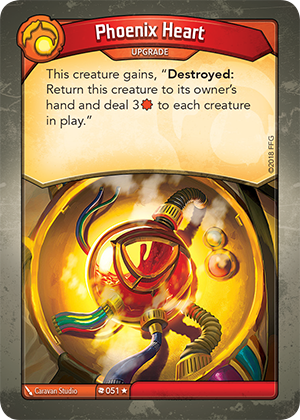 Phoenix Heart
UPGRADE
This creature gains, “Destroyed:
Return this creature to its owner’s
hand and deal 3 to each creature
in play.”
©2018 FFG
Caravan Studio
051